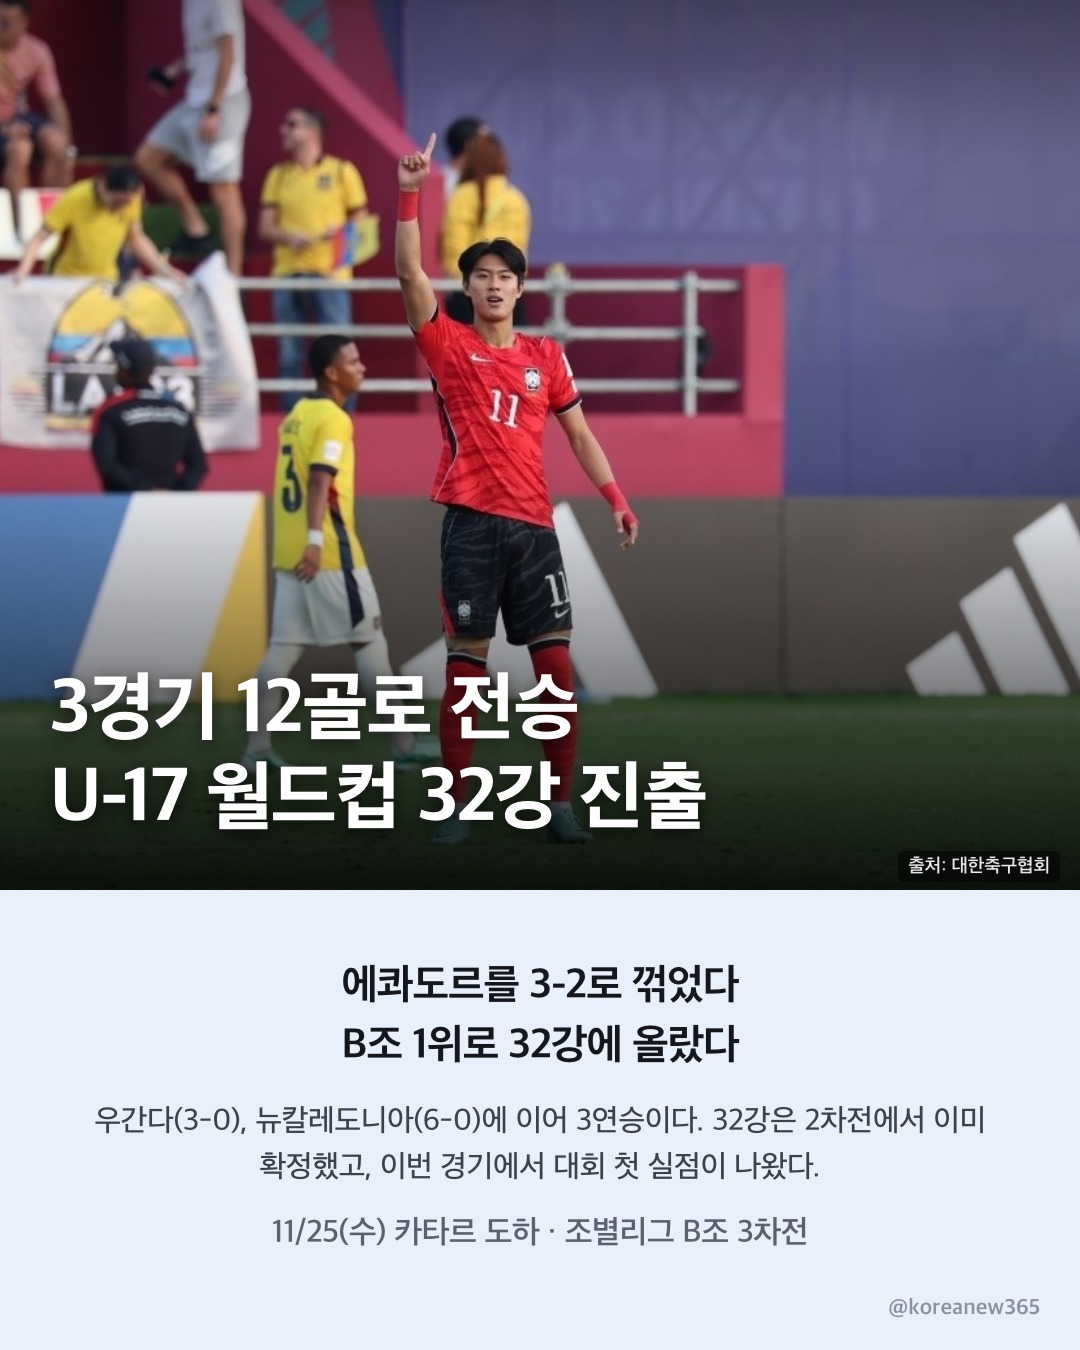 LA
3
11
11
3경기 12골로 전승
U-17 월드컵 32강 진출
출처: 대한축구협회
에콰도르를 3-2로 꺾었다
B조 1위로 32강에 올랐다
우간다(3-0), 뉴칼레도니아(6-0)에 이어 3연승이다. 32강은 2차전에서 이미
확정했고, 이번 경기에서 대회 첫 실점이 나왔다.
11/25(수) 카타르 도하 · 조별리그 B조 3차전
@koreanew365